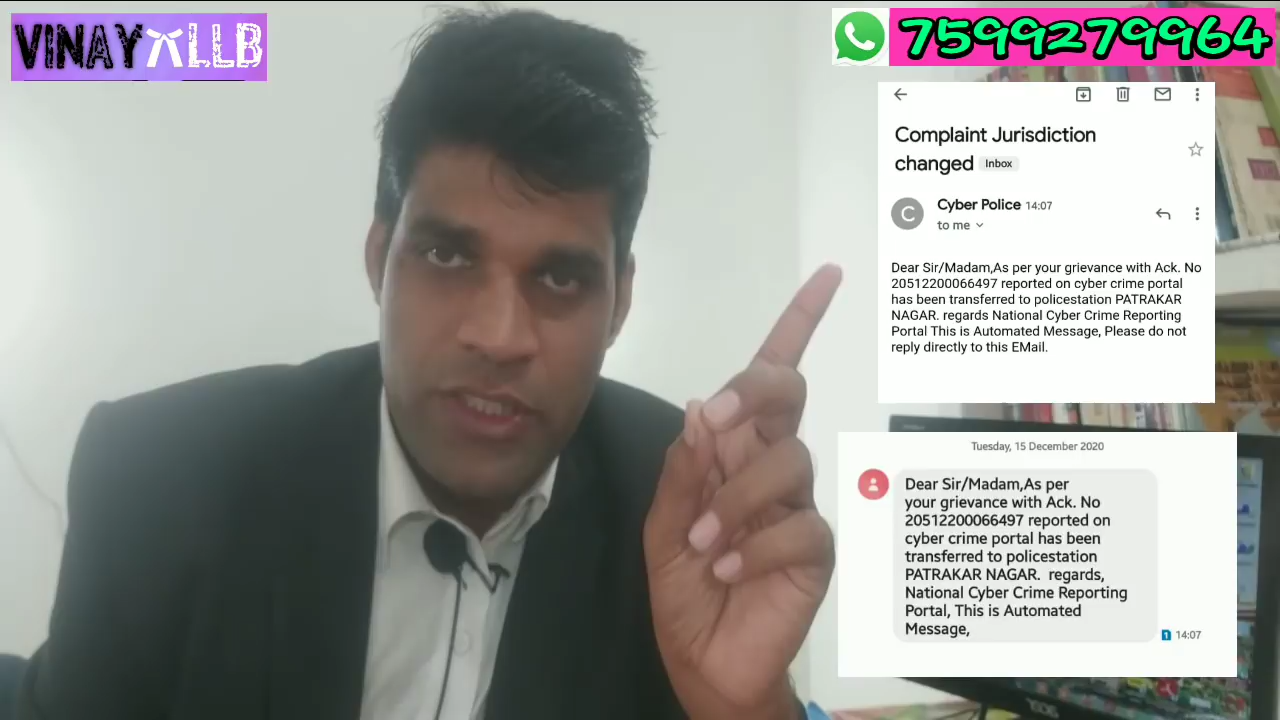 VINAY LLB
7599279964
Complaint Jurisdiction
changed Inbox
C
Cyber Police 14:07
to me
Dear Sir/Madam,As per your grievance with Ack. No
20512200066497 reported on cyber crime portal
has been transferred to policestation PATRAKAR
NAGAR. regards National Cyber Crime Reporting
Portal This is Automated Message, Please do not
reply directly to this EMail.
Tuesday, 15 December 2020
Dear Sir/Madam,As per
your grievance with Ack. No
20512200066497 reported on
cyber crime portal has been
transferred to policestation
PATRAKAR NAGAR. regards,
National Cyber Crime Reporting
Portal, This is Automated
Message,
1 14:07